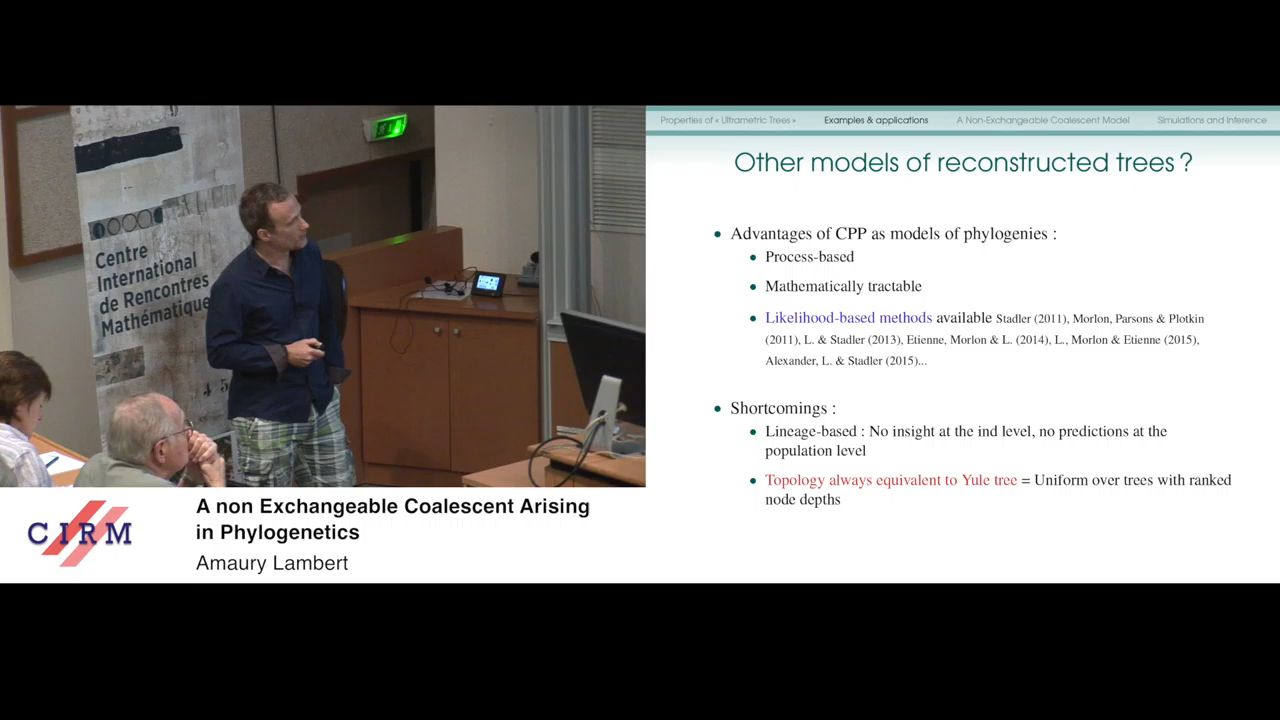 Centre
International
de Rencontres
Mathématiques
CIRM
A non Exchangeable Coalescent Arising
in Phylogenetics
Amaury Lambert
Properties of « Ultrametric Trees » Examples & applications A Non-Exchangeable Coalescent Model Simulations and Inference
Other models of reconstructed trees ?
• Advantages of CPP as models of phylogenies :
• Process-based
• Mathematically tractable
• Likelihood-based methods available Stadler (2011), Morlon, Parsons & Plotkin
(2011), L. & Stadler (2013), Etienne, Morlon & L. (2014), L., Morlon & Etienne (2015),
Alexander, L. & Stadler (2015)...
• Shortcomings :
• Lineage-based : No insight at the ind level, no predictions at the
population level
• Topology always equivalent to Yule tree = Uniform over trees with ranked
node depths